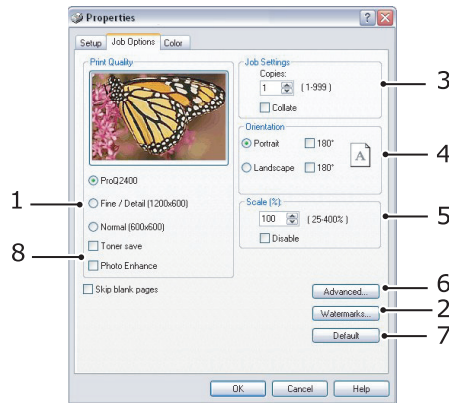 Properties
Setup Job Options Color
Print Quality
ProQ2400
Fine / Detail (1200x600)
Normal (600x600)
Toner save
Photo Enhance
Skip blank pages
Job Settings
Copies:
1 ( 1-999 )
Collate
Orientation
Portrait 180°
Landscape 180°
A
Scale (%):
100 ( 25-400% )
Disable
Advanced...
Watermarks...
Default
OK Cancel Help
1
8
3
4
5
6
2
7